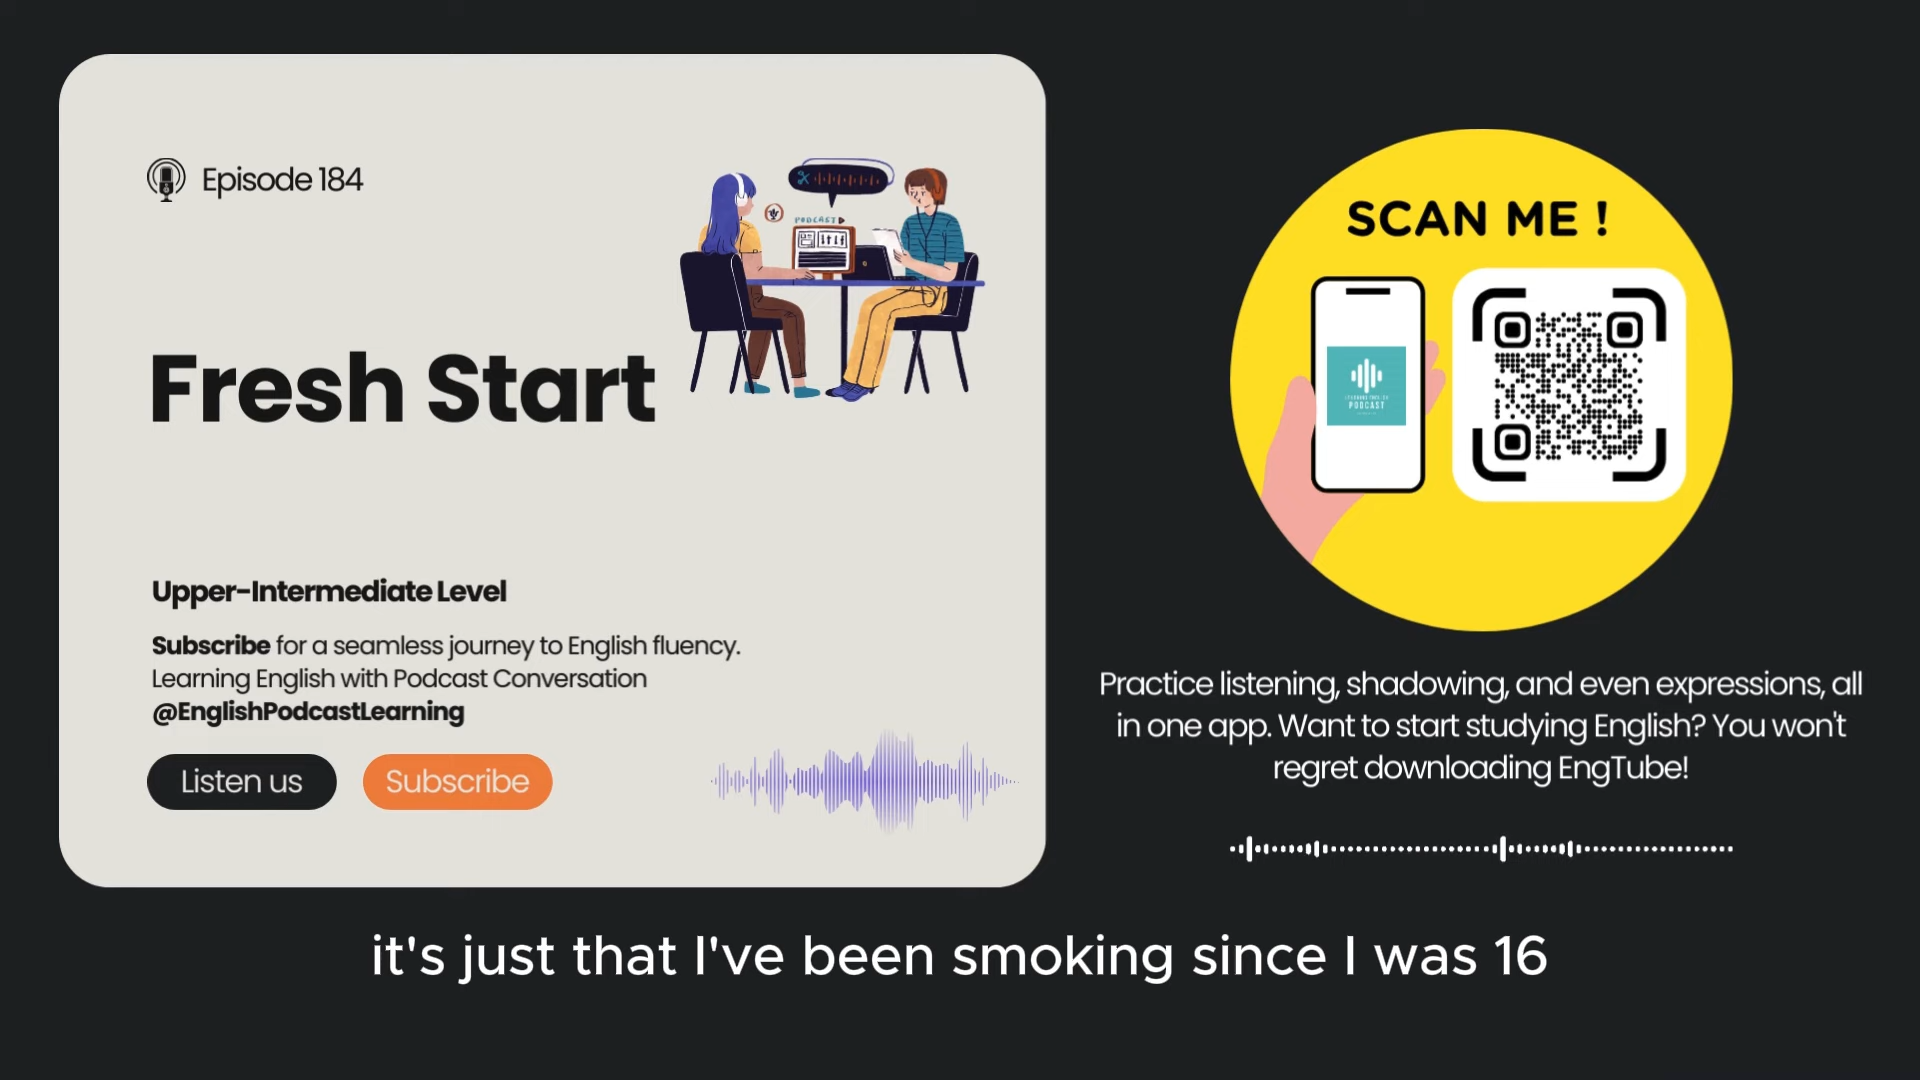 Episode 184
PODCAST
Fresh Start
Upper-Intermediate Level
Subscribe for a seamless journey to English fluency.
Learning English with Podcast Conversation
@EnglishPodcastLearning
Listen us
Subscribe
SCAN ME !
PODCAST
Practice listening, shadowing, and even expressions, all
in one app. Want to start studying English? You won't
regret downloading EngTube!
it's just that I've been smoking since I was 16